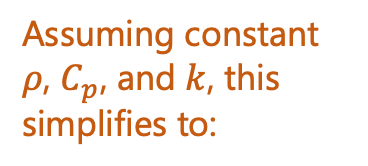 Assuming constant
ρ, Cₚ, and k, this
simplifies to: